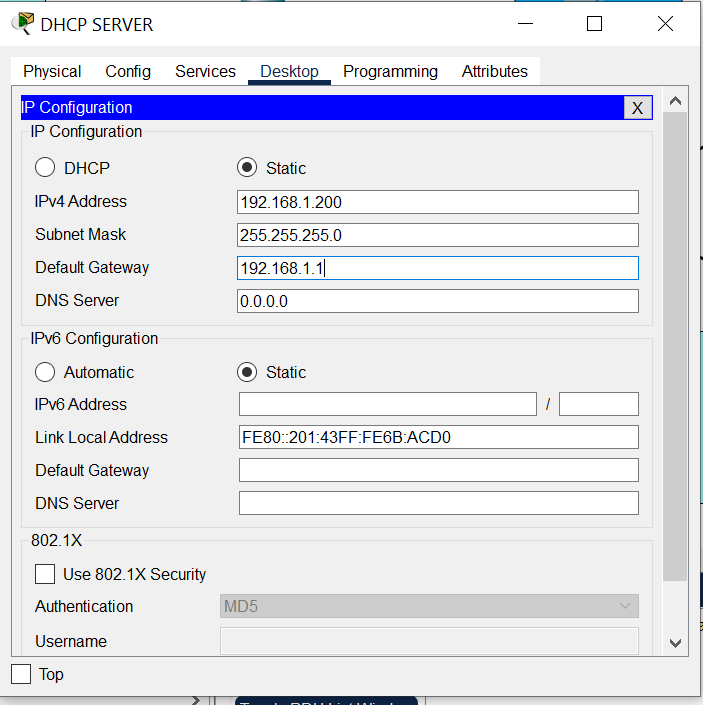 DHCP SERVER
Physical Config Services Desktop Programming Attributes
IP Configuration X
IP Configuration
DHCP Static
IPv4 Address 192.168.1.200
Subnet Mask 255.255.255.0
Default Gateway 192.168.1.1
DNS Server 0.0.0.0
IPv6 Configuration
Automatic Static
IPv6 Address /
Link Local Address FE80::201:43FF:FE6B:ACD0
Default Gateway
DNS Server
802.1X
Use 802.1X Security
Authentication MD5
Username
Top